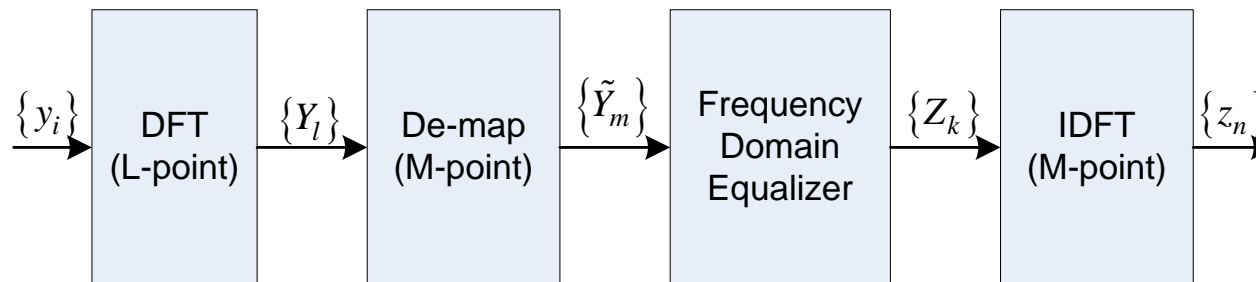 {y_i}
DFT
(L-point)
{Y_l}
De-map
(M-point)
{Ỹ_m}
Frequency
Domain
Equalizer
{Z_k}
IDFT
(M-point)
{z_n}